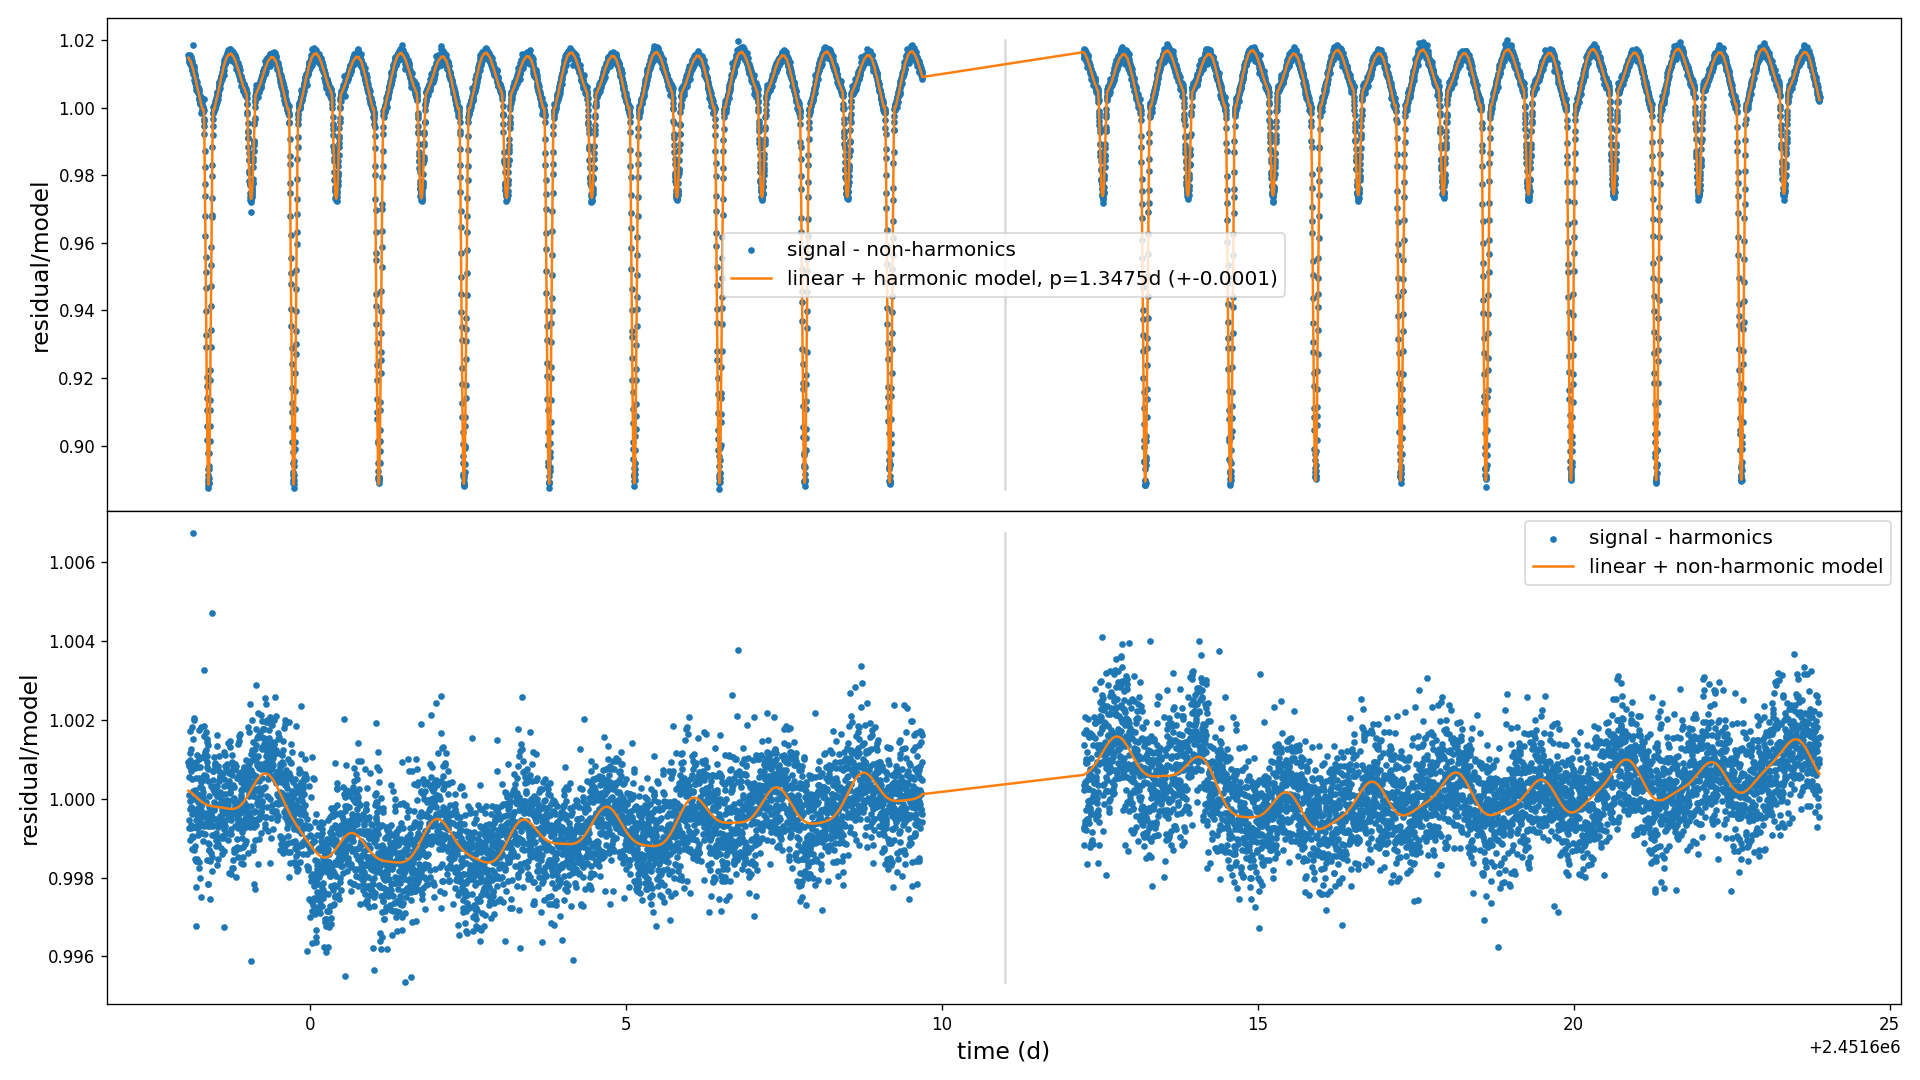 1.02
1.00
0.98
0.96
0.94
0.92
0.90
residual/model
signal - non-harmonics
linear + harmonic model, p=1.3475d (+-0.0001)
1.006
1.004
1.002
1.000
0.998
0.996
residual/model
signal - harmonics
linear + non-harmonic model
0 5 10 15 20 25
time (d)
+2.4516e6